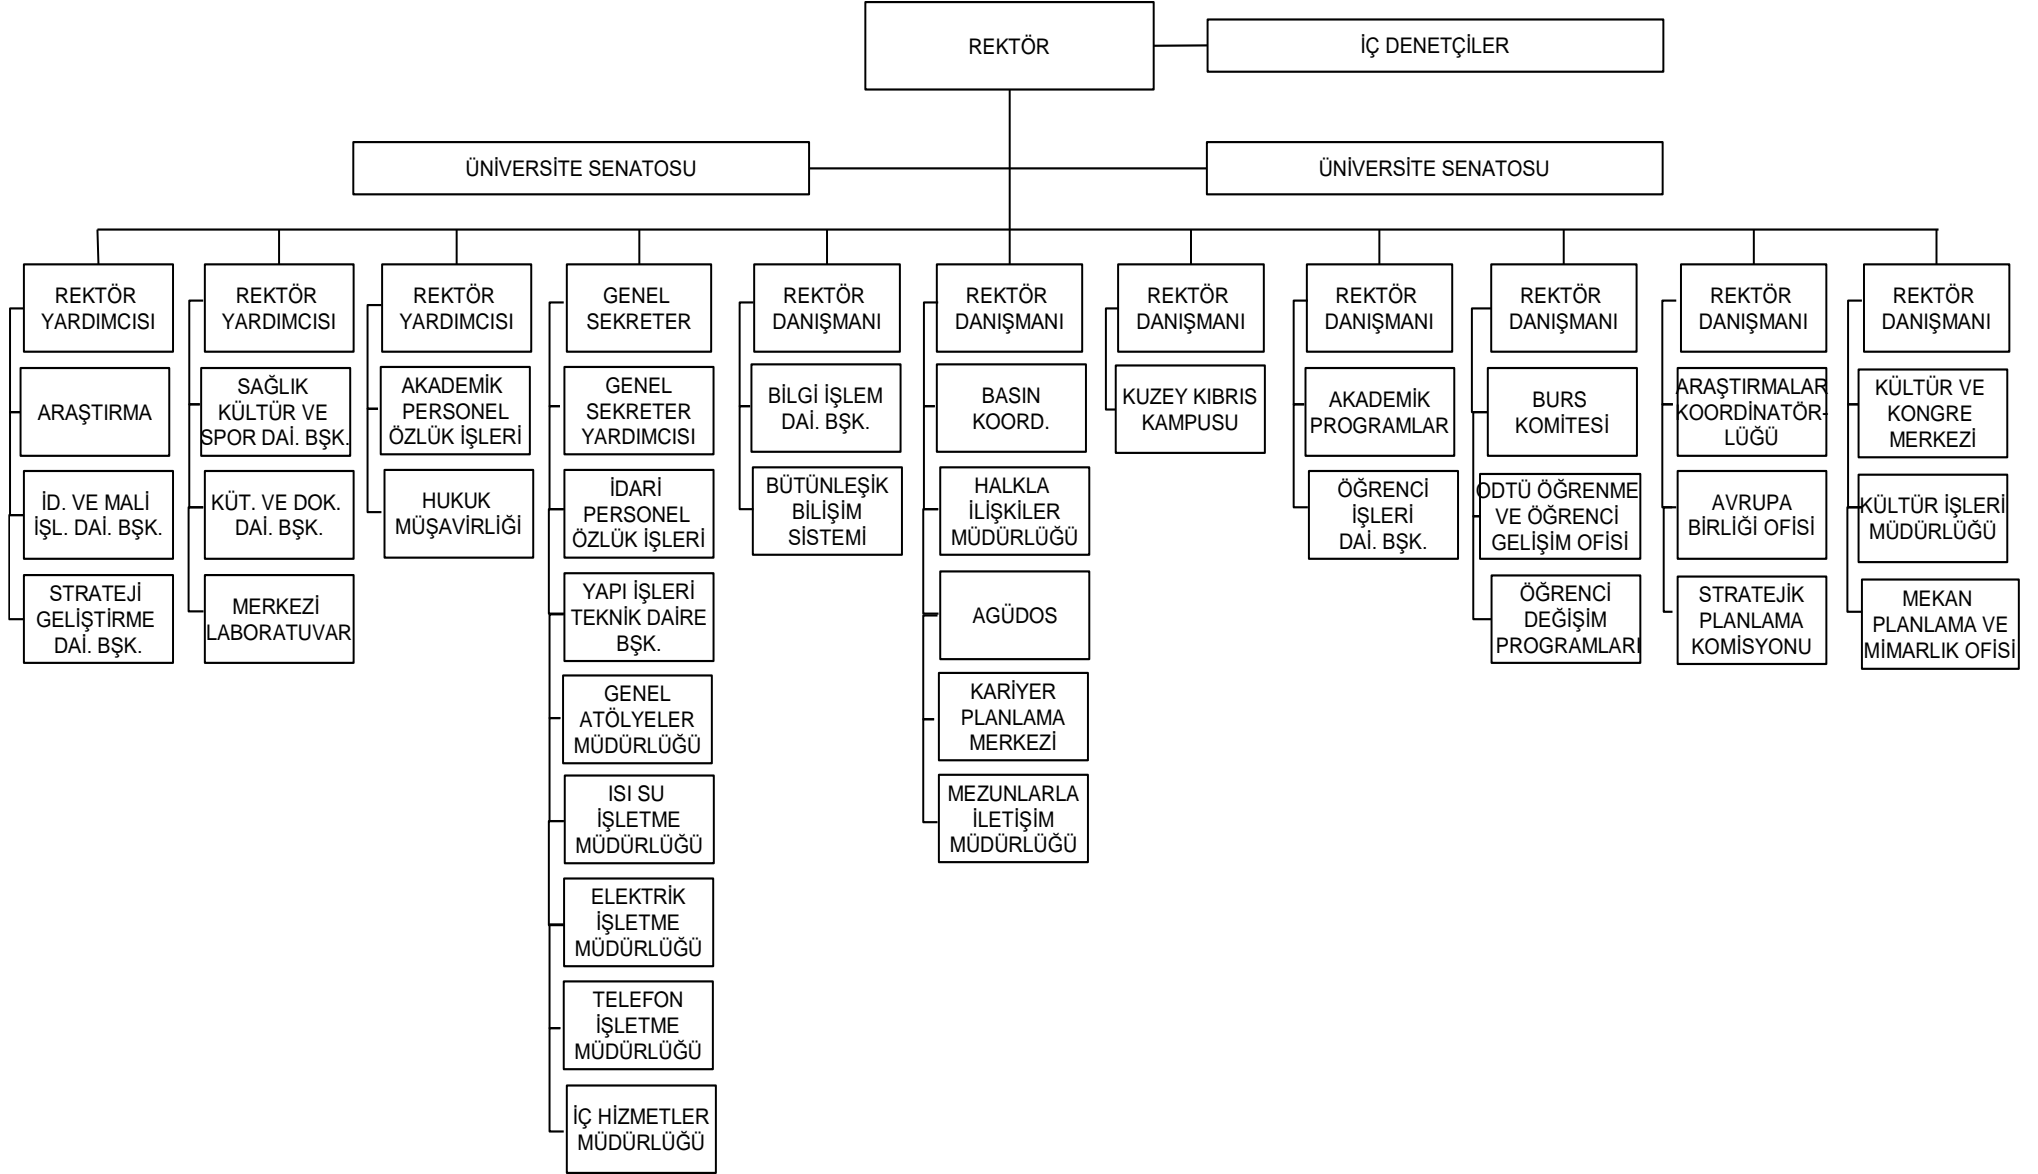 REKTÖR
İÇ DENETÇİLER
ÜNİVERSİTE SENATOSU
ÜNİVERSİTE SENATOSU
REKTÖR
YARDIMCISI
ARAŞTIRMA
İD. VE MALİ
İŞL. DAİ. BŞK.
STRATEJİ
GELİŞTİRME
DAİ. BŞK.
REKTÖR
YARDIMCISI
SAĞLIK
KÜLTÜR VE
SPOR DAİ. BŞK.
KÜT. VE DOK.
DAİ. BŞK.
MERKEZİ
LABORATUVAR
REKTÖR
YARDIMCISI
AKADEMİK
PERSONEL
ÖZLÜK İŞLERİ
HUKUK
MÜŞAVİRLİĞİ
GENEL
SEKRETER
GENEL
SEKRETER
YARDIMCISI
İDARİ
PERSONEL
ÖZLÜK İŞLERİ
YAPI İŞLERİ
TEKNİK DAİRE
BŞK.
GENEL
ATÖLYELER
MÜDÜRLÜĞÜ
ISI SU
İŞLETME
MÜDÜRLÜĞÜ
ELEKTRİK
İŞLETME
MÜDÜRLÜĞÜ
TELEFON
İŞLETME
MÜDÜRLÜĞÜ
İÇ HİZMETLER
MÜDÜRLÜĞÜ
REKTÖR
DANIŞMANI
BİLGİ İŞLEM
DAİ. BŞK.
BÜTÜNLEŞİK
BİLİŞİM
SİSTEMİ
REKTÖR
DANIŞMANI
BASIN
KOORD.
HALKLA
İLİŞKİLER
MÜDÜRLÜĞÜ
AGÜDOS
KARİYER
PLANLAMA
MERKEZİ
MEZUNLARLA
İLETİŞİM
MÜDÜRLÜĞÜ
REKTÖR
DANIŞMANI
KUZEY KIBRIS
KAMPUSU
REKTÖR
DANIŞMANI
AKADEMİK
PROGRAMLAR
ÖĞRENCİ
İŞLERİ
DAİ. BŞK.
REKTÖR
DANIŞMANI
BURS
KOMİTESİ
ODTÜ ÖĞRENME
VE ÖĞRENCİ
GELİŞİM OFİSİ
ÖĞRENCİ
DEĞİŞİM
PROGRAMLARI
REKTÖR
DANIŞMANI
ARAŞTIRMALAR
KOORDİNATÖR-
LÜĞÜ
AVRUPA
BİRLİĞİ OFİSİ
STRATEJİK
PLANLAMA
KOMİSYONU
REKTÖR
DANIŞMANI
KÜLTÜR VE
KONGRE
MERKEZİ
KÜLTÜR İŞLERİ
MÜDÜRLÜĞÜ
MEKAN
PLANLAMA VE
MİMARLIK OFİSİ